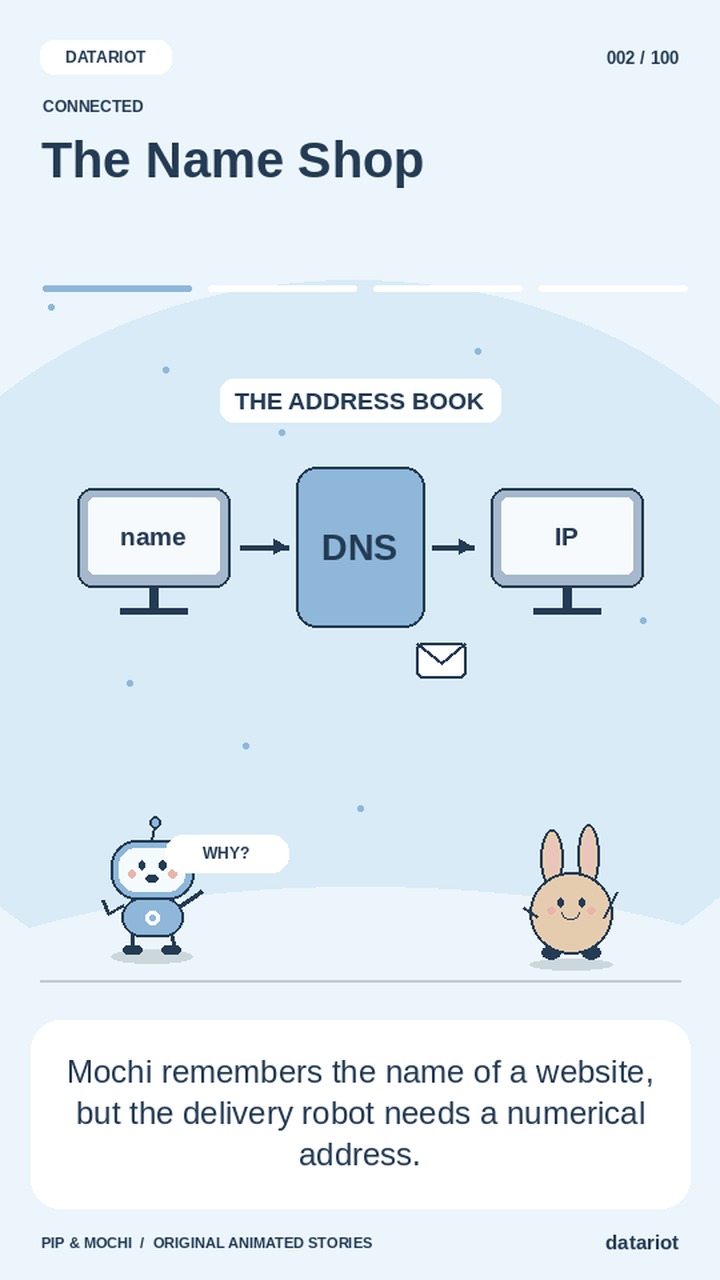 DATARIOT
002 / 100
CONNECTED
The Name Shop
THE ADDRESS BOOK
name
DNS
IP
WHY?
Mochi remembers the name of a website,
but the delivery robot needs a numerical
address.
PIP & MOCHI / ORIGINAL ANIMATED STORIES
datariot